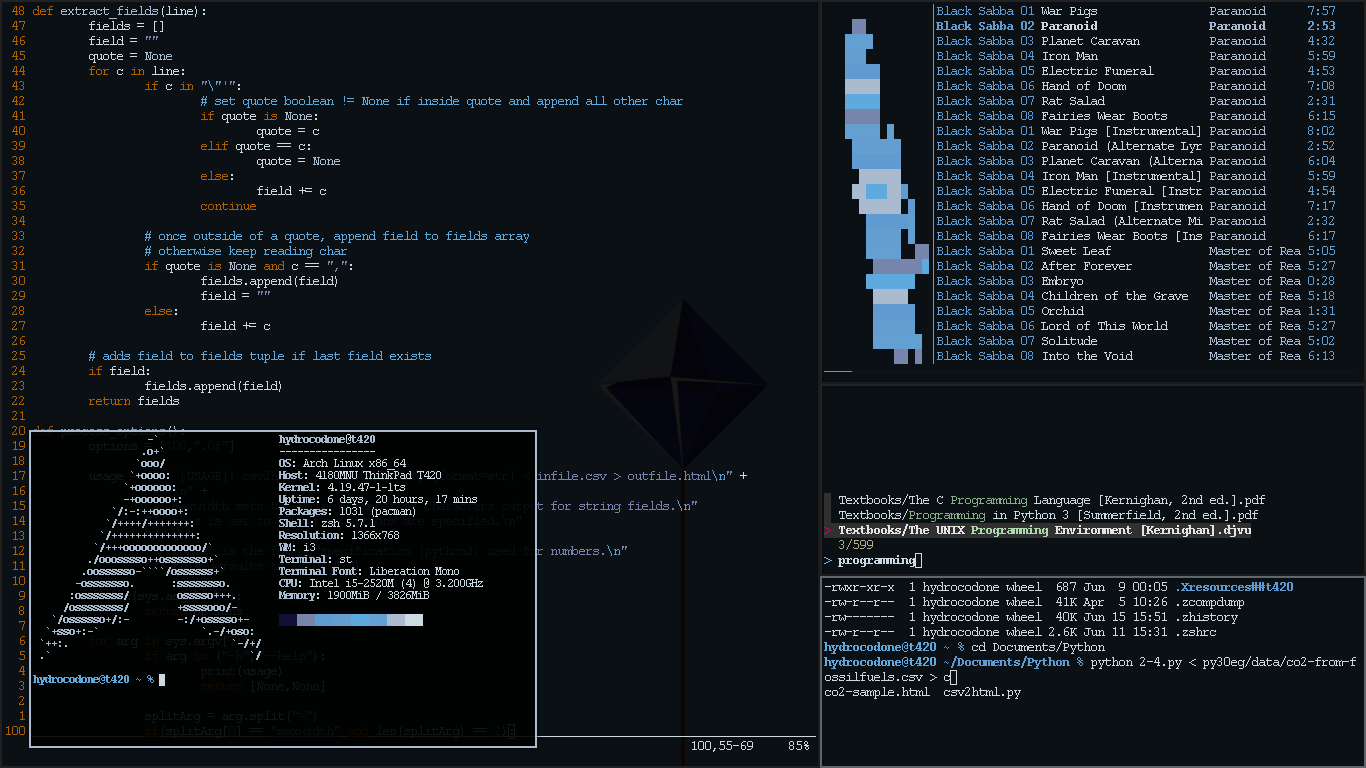 48 def extract_fields(line):
47 fields = []
46 field = ""
45 quote = None
44 for c in line:
43 if c in "\"'":
42 # set quote boolean != None if inside quote and append all other char
41 if quote is None:
40 quote = c
39 elif quote == c:
38 quote = None
37 else:
36 field += c
35 continue
34
33 # once outside of a quote, append field to fields array
32 # otherwise keep reading char
31 if quote is None and c == ",":
30 fields.append(field)
29 field = ""
28 else:
27 field += c
26
25 # adds field to fields tuple if last field exists
24 if field:
23 fields.append(field)
22 return fields
21
20 def process_options():
19
18
17 infile.csv > outfile.html\n" +
16
15 for string fields.\n"
14
13
12 used for numbers.\n"
11
10
9
8
7
6 for arg in sys.argv
5
4 print(usage)
3 return [None,None]
2
1 splitArg = arg.split("=")
100 if(splitArg[0] == "maxwidth" and len(splitArg) == 2):
100,55-69 85%
hydrocodone@t420
----------------
OS: Arch Linux x86_64
Host: 4180MNU ThinkPad T420
Kernel: 4.19.47-1-lts
Uptime: 6 days, 20 hours, 17 mins
Packages: 1031 (pacman)
Shell: zsh 5.7.1
Resolution: 1366x768
WM: i3
Terminal: st
Terminal Font: Liberation Mono
CPU: Intel i5-2520M (4) @ 3.200GHz
Memory: 1900MiB / 3826MiB
hydrocodone@t420 ~ %
Black Sabba 01 War Pigs Paranoid 7:57
Black Sabba 02 Paranoid Paranoid 2:53
Black Sabba 03 Planet Caravan Paranoid 4:32
Black Sabba 04 Iron Man Paranoid 5:59
Black Sabba 05 Electric Funeral Paranoid 4:53
Black Sabba 06 Hand of Doom Paranoid 7:08
Black Sabba 07 Rat Salad Paranoid 2:31
Black Sabba 08 Fairies Wear Boots Paranoid 6:15
Black Sabba 01 War Pigs [Instrumental] Paranoid 8:02
Black Sabba 02 Paranoid (Alternate Lyr Paranoid 2:52
Black Sabba 03 Planet Caravan (Alterna Paranoid 6:04
Black Sabba 04 Iron Man [Instrumental] Paranoid 5:59
Black Sabba 05 Electric Funeral [Instr Paranoid 4:54
Black Sabba 06 Hand of Doom [Instrumen Paranoid 7:17
Black Sabba 07 Rat Salad (Alternate Mi Paranoid 2:32
Black Sabba 08 Fairies Wear Boots [Ins Paranoid 6:17
Black Sabba 01 Sweet Leaf Master of Rea 5:05
Black Sabba 02 After Forever Master of Rea 5:27
Black Sabba 03 Embryo Master of Rea 0:28
Black Sabba 04 Children of the Grave Master of Rea 5:18
Black Sabba 05 Orchid Master of Rea 1:31
Black Sabba 06 Lord of This World Master of Rea 5:27
Black Sabba 07 Solitude Master of Rea 5:02
Black Sabba 08 Into the Void Master of Rea 6:13
Textbooks/The C Programming Language [Kernighan, 2nd ed.].pdf
Textbooks/Programming in Python 3 [Summerfield, 2nd ed.].pdf
> Textbooks/The UNIX Programming Environment [Kernighan].djvu
3/599
> programming
-rwxr-xr-x 1 hydrocodone wheel 687 Jun 9 00:05 .Xresources##t420
-rw-r--r-- 1 hydrocodone wheel 41K Apr 5 10:26 .zcompdump
-rw------- 1 hydrocodone wheel 40K Jun 15 15:51 .zhistory
-rw-r--r-- 1 hydrocodone wheel 2.6K Jun 11 15:31 .zshrc
hydrocodone@t420 ~ % cd Documents/Python
hydrocodone@t420 ~/Documents/Python % python 2-4.py < py30eg/data/co2-from-f
ossilfuels.csv > c
co2-sample.html csv2html.py